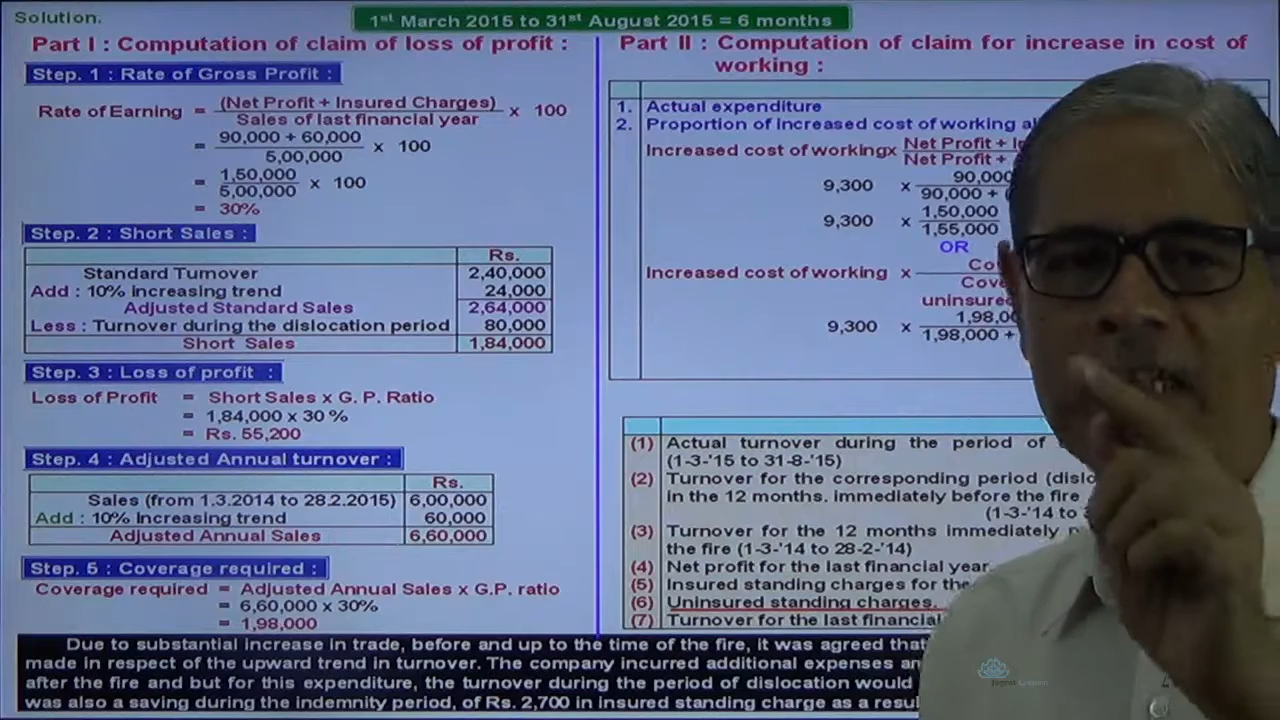 Solution.
1st March 2015 to 31st August 2015 = 6 months
Part I : Computation of claim of loss of profit :
Step. 1 : Rate of Gross Profit :
Rate of Earning = (Net Profit + Insured Charges) / Sales of last financial year x 100
= 90,000 + 60,000 / 5,00,000 x 100
= 1,50,000 / 5,00,000 x 100
= 30%
Step. 2 : Short Sales :
Rs.
Standard Turnover 2,40,000
Add : 10% increasing trend 24,000
Adjusted Standard Sales 2,64,000
Less : Turnover during the dislocation period 80,000
Short Sales 1,84,000
Step. 3 : Loss of profit :
Loss of Profit = Short Sales x G. P. Ratio
= 1,84,000 x 30 %
= Rs. 55,200
Step. 4 : Adjusted Annual turnover :
Rs.
Sales (from 1.3.2014 to 28.2.2015) 6,00,000
Add : 10% Increasing trend 60,000
Adjusted Annual Sales 6,60,000
Step. 5 : Coverage required :
Coverage required = Adjusted Annual Sales x G.P. ratio
= 6,60,000 x 30%
= 1,98,000
Part II : Computation of claim for increase in cost of
working :
1. Actual expenditure
2. Proportion of increased cost of working
Increased cost of working x Net Profit + / Net Profit +
9,300 x 90,000 / 90,000 +
9,300 x 1,50,000 / 1,55,000
OR
Increased cost of working x
uninsured
9,300 x 1,98,00 / 1,98,000 +
(1) Actual turnover during the period of
(1-3-'15 to 31-8-'15)
(2) Turnover for the corresponding period
in the 12 months. immediately before the fire
(1-3-'14 to
(3) Turnover for the 12 months immediately
the fire (1-3-'14 to 28-2-'14)
(4) Net profit for the last financial year.
(5) Insured standing charges for the
(6) Uninsured standing charges.
(7) Turnover for the last financial
Due to substantial increase in trade, before and up to the time of the fire, it was agreed that
made in respect of the upward trend in turnover. The company incurred additional expenses
after the fire and but for this expenditure, the turnover during the period of dislocation would
was also a saving during the indemnity period, of Rs. 2,700 in insured standing charge as a